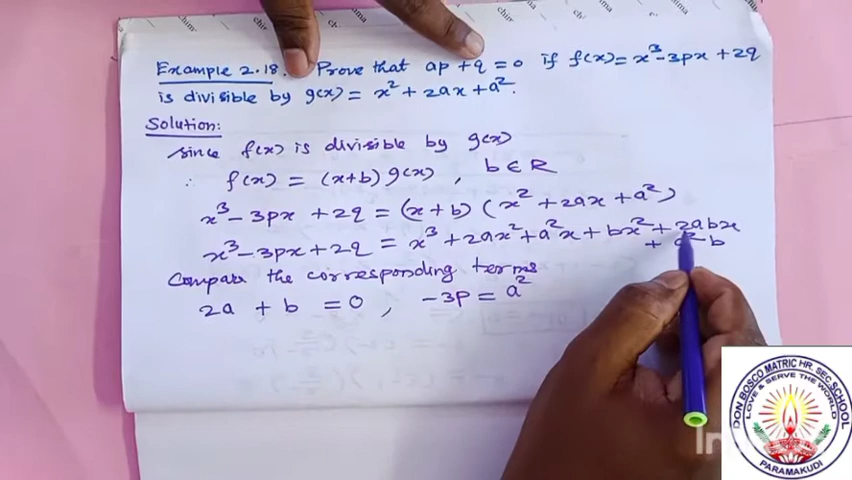 Example 2.18. Prove that ap + q = 0 if f(x) = x³ - 3px + 2q
is divisible by g(x) = x² + 2ax + a².
Solution:
since f(x) is divisible by g(x)
∴ f(x) = (x+b) g(x) , b ∈ R
x³ - 3px + 2q = (x+b) (x² + 2ax + a²)
x³ - 3px + 2q = x³ + 2ax² + a²x + bx² + 2abx
+ a² b
Compare the corresponding terms
2a + b = 0 , -3p = a²
DON BOSCO MATRIC HR. SEC SCHOOL
LOVE & SERVE THE WORLD
PARAMAKUDI